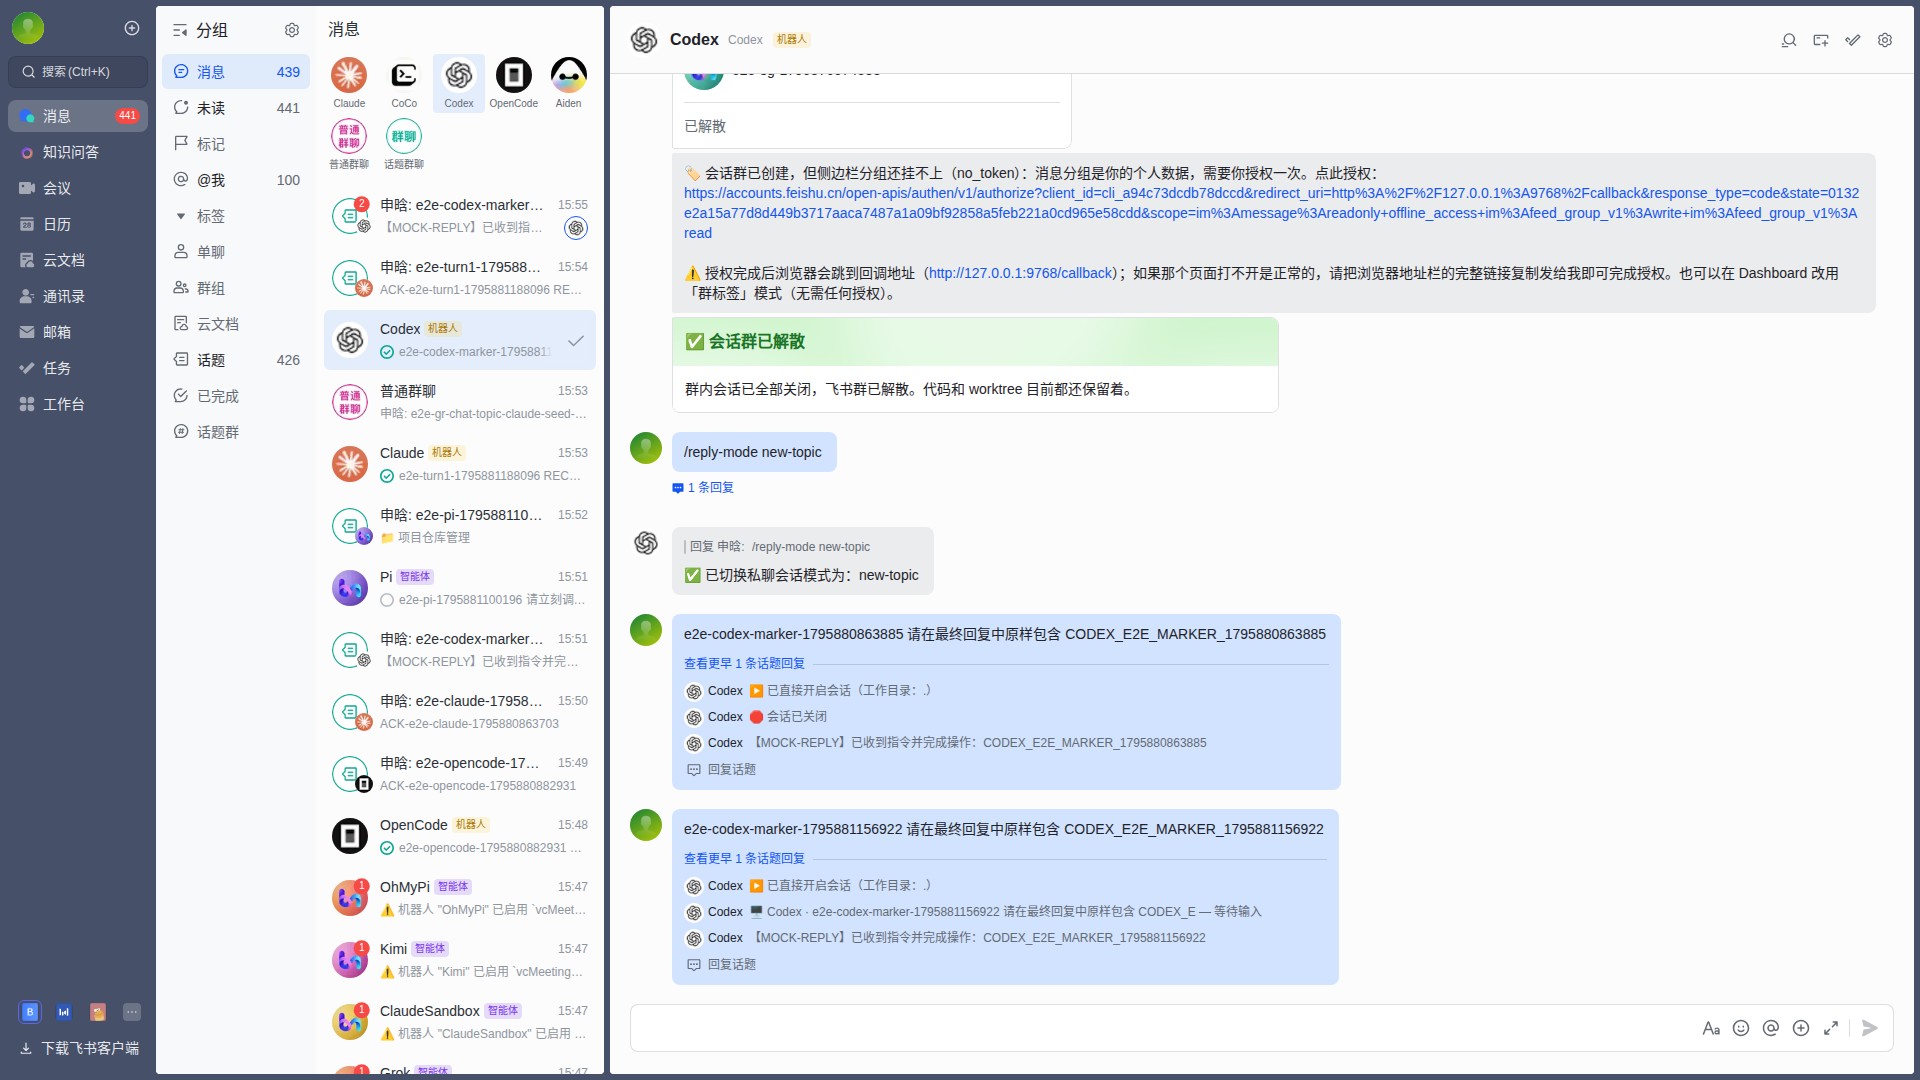 搜索 (Ctrl+K)
消息 441
知识问答
会议
日历
云文档
通讯录
邮箱
任务
工作台
下载飞书客户端
分组
消息 439
未读 441
标记
@我 100
标签
单聊
群组
云文档
话题 426
已完成
话题群
消息
Claude CoCo Codex OpenCode Aiden
普通群聊 群聊
普通群聊 话题群聊
2 申晗: e2e-codex-marker... 15:55
【MOCK-REPLY】已收到指...
申晗: e2e-turn1-179588... 15:54
ACK-e2e-turn1-1795881188096 RE...
Codex 机器人
e2e-codex-marker-17958811
普通群聊 普通群聊 15:53
申晗: e2e-gr-chat-topic-claude-seed-...
Claude 机器人 15:53
e2e-turn1-1795881188096 REC...
申晗: e2e-pi-179588110... 15:52
📁 项目仓库管理
Pi 智能体 15:51
e2e-pi-1795881100196 请立刻调...
申晗: e2e-codex-marker... 15:51
【MOCK-REPLY】已收到指令并完...
申晗: e2e-claude-17958... 15:50
ACK-e2e-claude-1795880863703
申晗: e2e-opencode-17... 15:49
ACK-e2e-opencode-1795880882931
OpenCode 机器人 15:48
e2e-opencode-1795880882931 ...
1 OhMyPi 智能体 15:47
⚠️ 机器人 "OhMyPi" 已启用 `vcMeet...
1 Kimi 智能体 15:47
⚠️ 机器人 "Kimi" 已启用 `vcMeeting...
1 ClaudeSandbox 智能体 15:47
⚠️ 机器人 "ClaudeSandbox" 已启用 ...
1 Grok 智能体 15:47
Codex Codex 机器人
已解散
🏷️ 会话群已创建，但侧边栏分组还挂不上（no_token）：消息分组是你的个人数据，需要你授权一次。点此授权：
https://accounts.feishu.cn/open-apis/authen/v1/authorize?client_id=cli_a94c73dcdb78dccd&redirect_uri=http%3A%2F%2F127.0.0.1%3A9768%2Fcallback&response_type=code&state=0132
e2a15a77d8d449b3717aaca7487a1a09bf92858a5feb221a0cd965e58cdd&scope=im%3Amessage%3Areadonly+offline_access+im%3Afeed_group_v1%3Awrite+im%3Afeed_group_v1%3A
read
⚠️ 授权完成后浏览器会跳到回调地址（http://127.0.0.1:9768/callback）；如果那个页面打不开是正常的，请把浏览器地址栏的完整链接复制发给我即可完成授权。也可以在 Dashboard 改用
「群标签」模式（无需任何授权）。
✅ 会话群已解散
群内会话已全部关闭，飞书群已解散。代码和 worktree 目前都还保留着。
/reply-mode new-topic
1 条回复
回复 申晗: /reply-mode new-topic
✅ 已切换私聊会话模式为：new-topic
e2e-codex-marker-1795880863885 请在最终回复中原样包含 CODEX_E2E_MARKER_1795880863885
查看更早 1 条话题回复
Codex ▶️ 已直接开启会话（工作目录：.）
Codex 🛑 会话已关闭
Codex 【MOCK-REPLY】已收到指令并完成操作：CODEX_E2E_MARKER_1795880863885
回复话题
e2e-codex-marker-1795881156922 请在最终回复中原样包含 CODEX_E2E_MARKER_1795881156922
查看更早 1 条话题回复
Codex ▶️ 已直接开启会话（工作目录：.）
Codex 🖥️ Codex · e2e-codex-marker-1795881156922 请在最终回复中原样包含 CODEX_E — 等待输入
Codex 【MOCK-REPLY】已收到指令并完成操作：CODEX_E2E_MARKER_1795881156922
回复话题